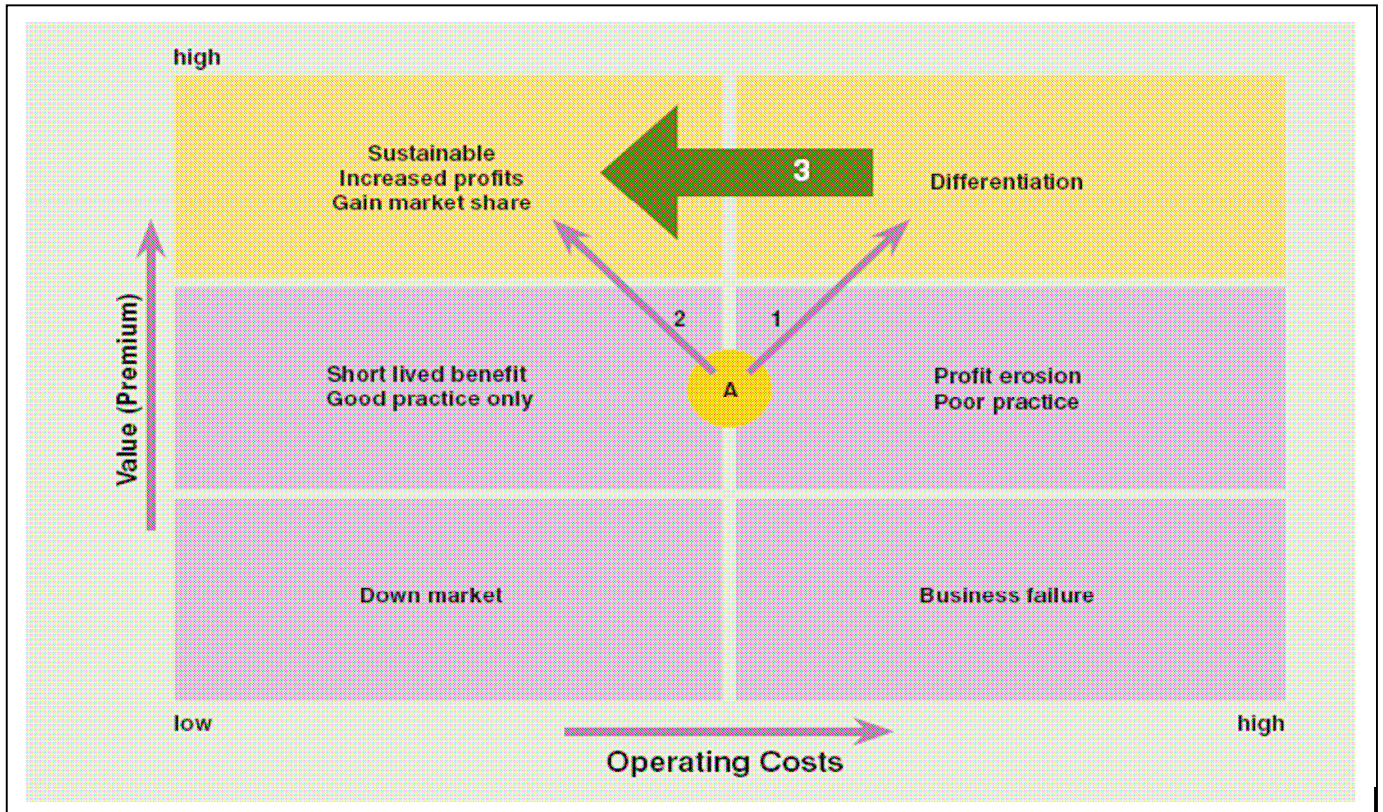 high
Sustainable
Increased profits
Gain market share
3
Differentiation
2
1
Short lived benefit
Good practice only
A
Profit erosion
Poor practice
Value (Premium)
Down market
Business failure
low
high
Operating Costs